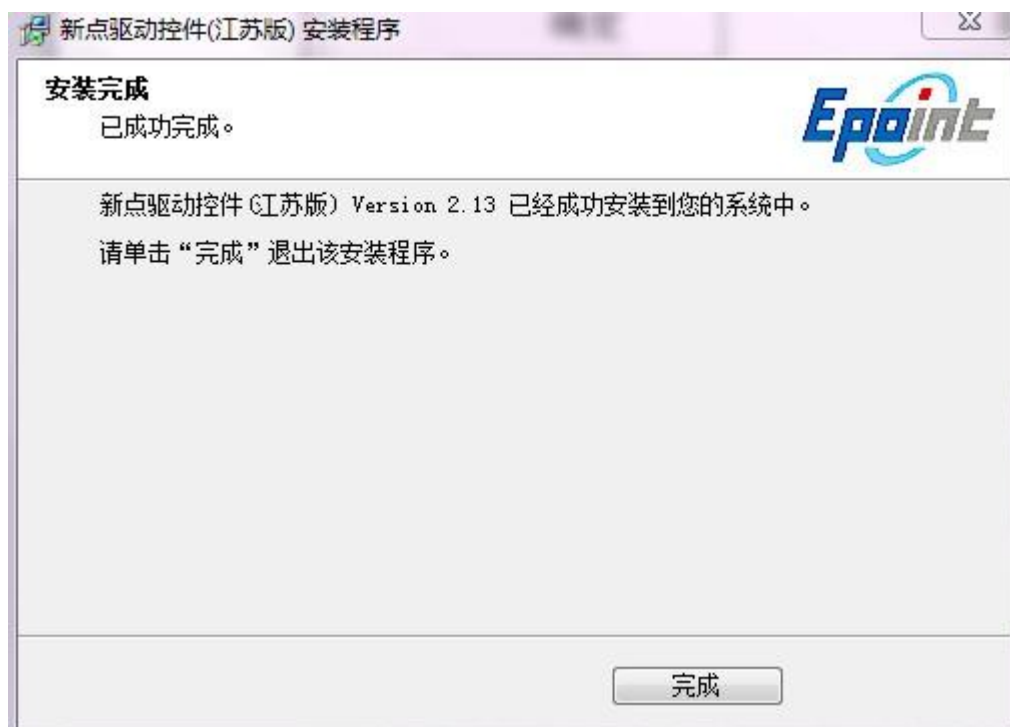 新点驱动控件(江苏版) 安装程序
安装完成
已成功完成。
Epoint
新点驱动控件(江苏版) Version 2.13 已经成功安装到您的系统中。
请单击“完成”退出该安装程序。
完成